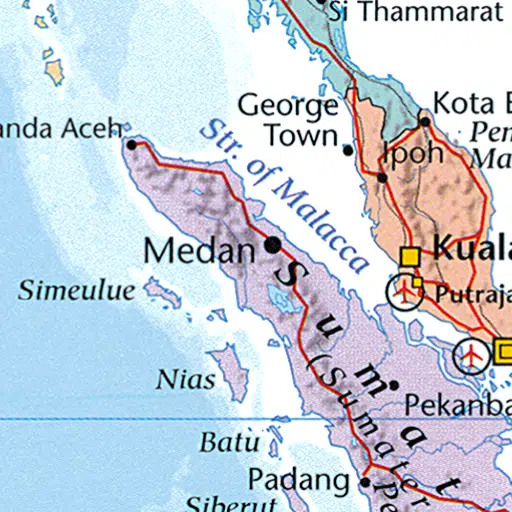 Si Thammarat
George
Town
Kota B
Pen
Ma
anda Aceh
Ipoh
Str. of Malacca
Medan
Kuala
Putraja
Simeulue
Suma t
(Sumater
Nias
Pekanba
Batu
Padang
Pe
Siberut